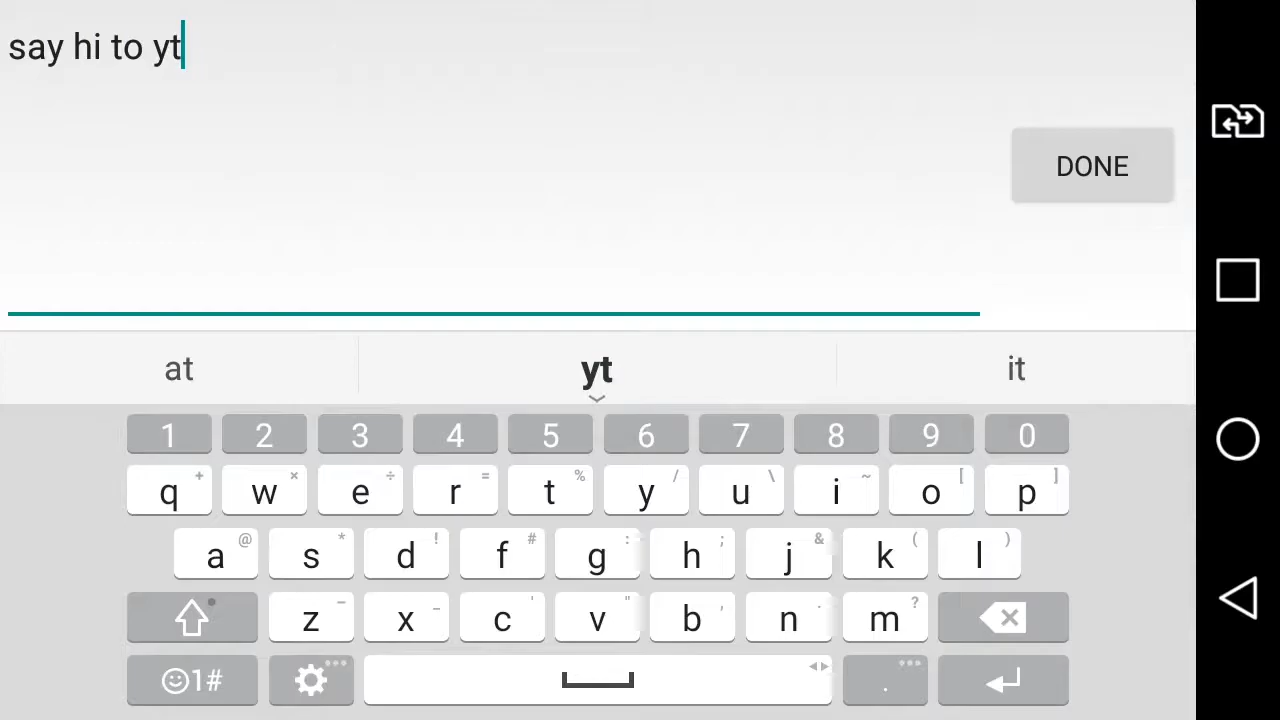 say hi to yt
DONE
at yt it
1 2 3 4 5 6 7 8 9 0
q + w × e ÷ r = t % y / u \ i ~ o [ p ]
a @ s * d ! f # g : h ; j & k ( l )
z – x - c ' v " b , n . m ?
1# .